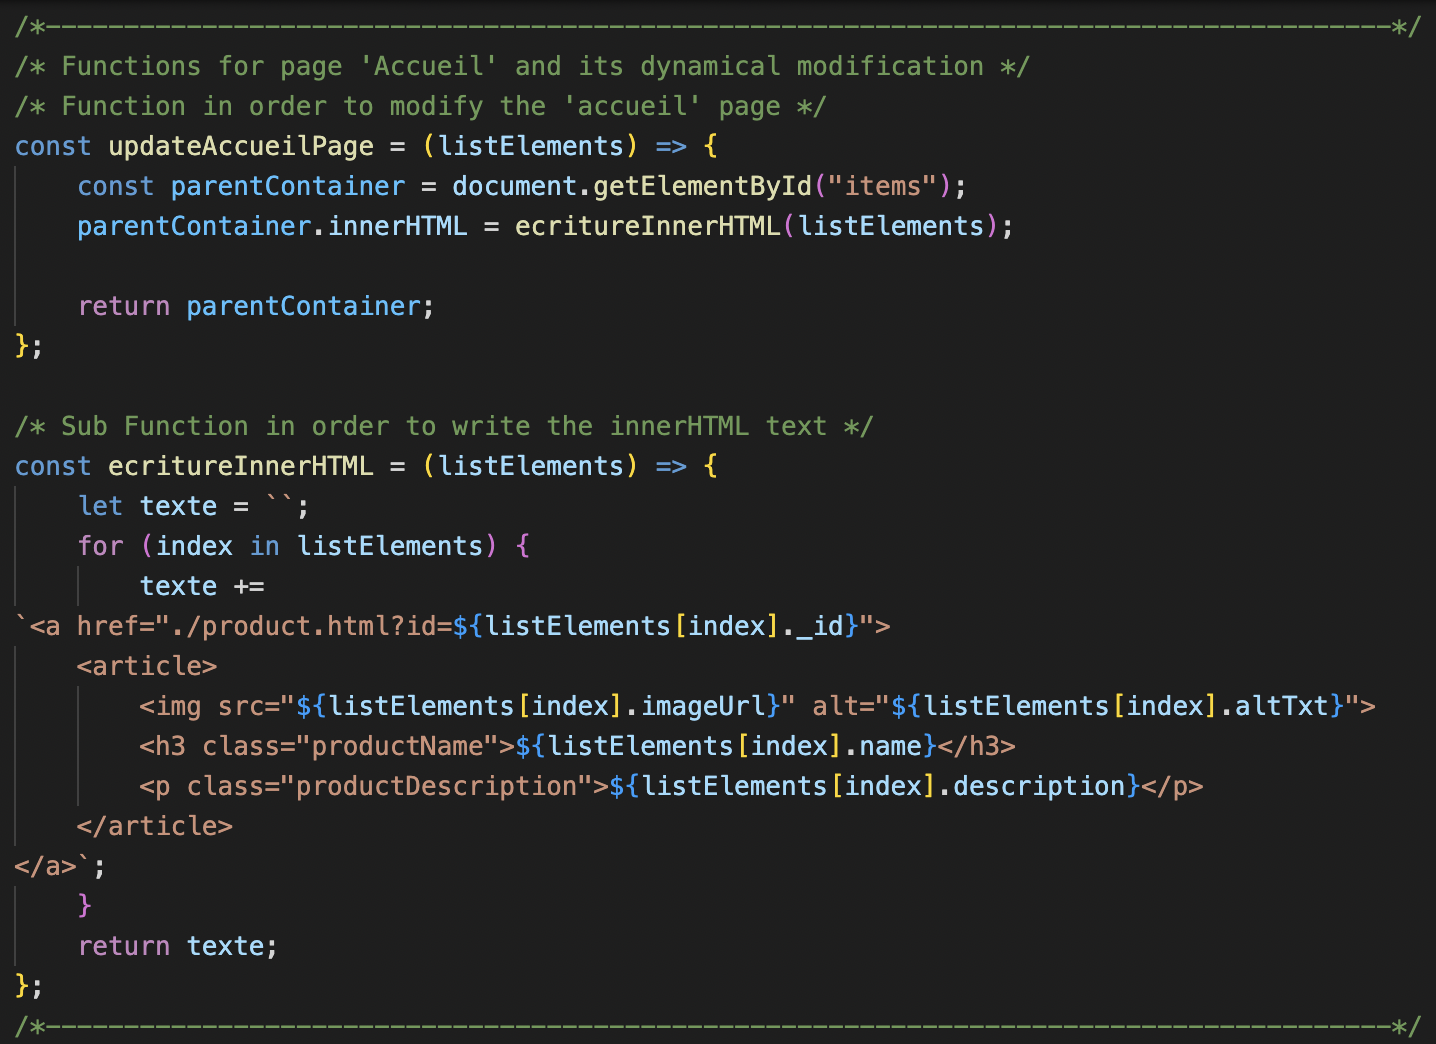 /*--------------------------------------------------------------------------------------*/
/* Functions for page 'Accueil' and its dynamical modification */
/* Function in order to modify the 'accueil' page */
const updateAccueilPage = (listElements) => {
    const parentContainer = document.getElementById("items");
    parentContainer.innerHTML = ecritureInnerHTML(listElements);

    return parentContainer;
};

/* Sub Function in order to write the innerHTML text */
const ecritureInnerHTML = (listElements) => {
    let texte = ``;
    for (index in listElements) {
        texte +=
`<a href="./product.html?id=${listElements[index]._id}">
    <article>
        <img src="${listElements[index].imageUrl}" alt="${listElements[index].altTxt}">
        <h3 class="productName">${listElements[index].name}</h3>
        <p class="productDescription">${listElements[index].description}</p>
    </article>
</a>`;
    }
    return texte;
};
/*--------------------------------------------------------------------------------------*/